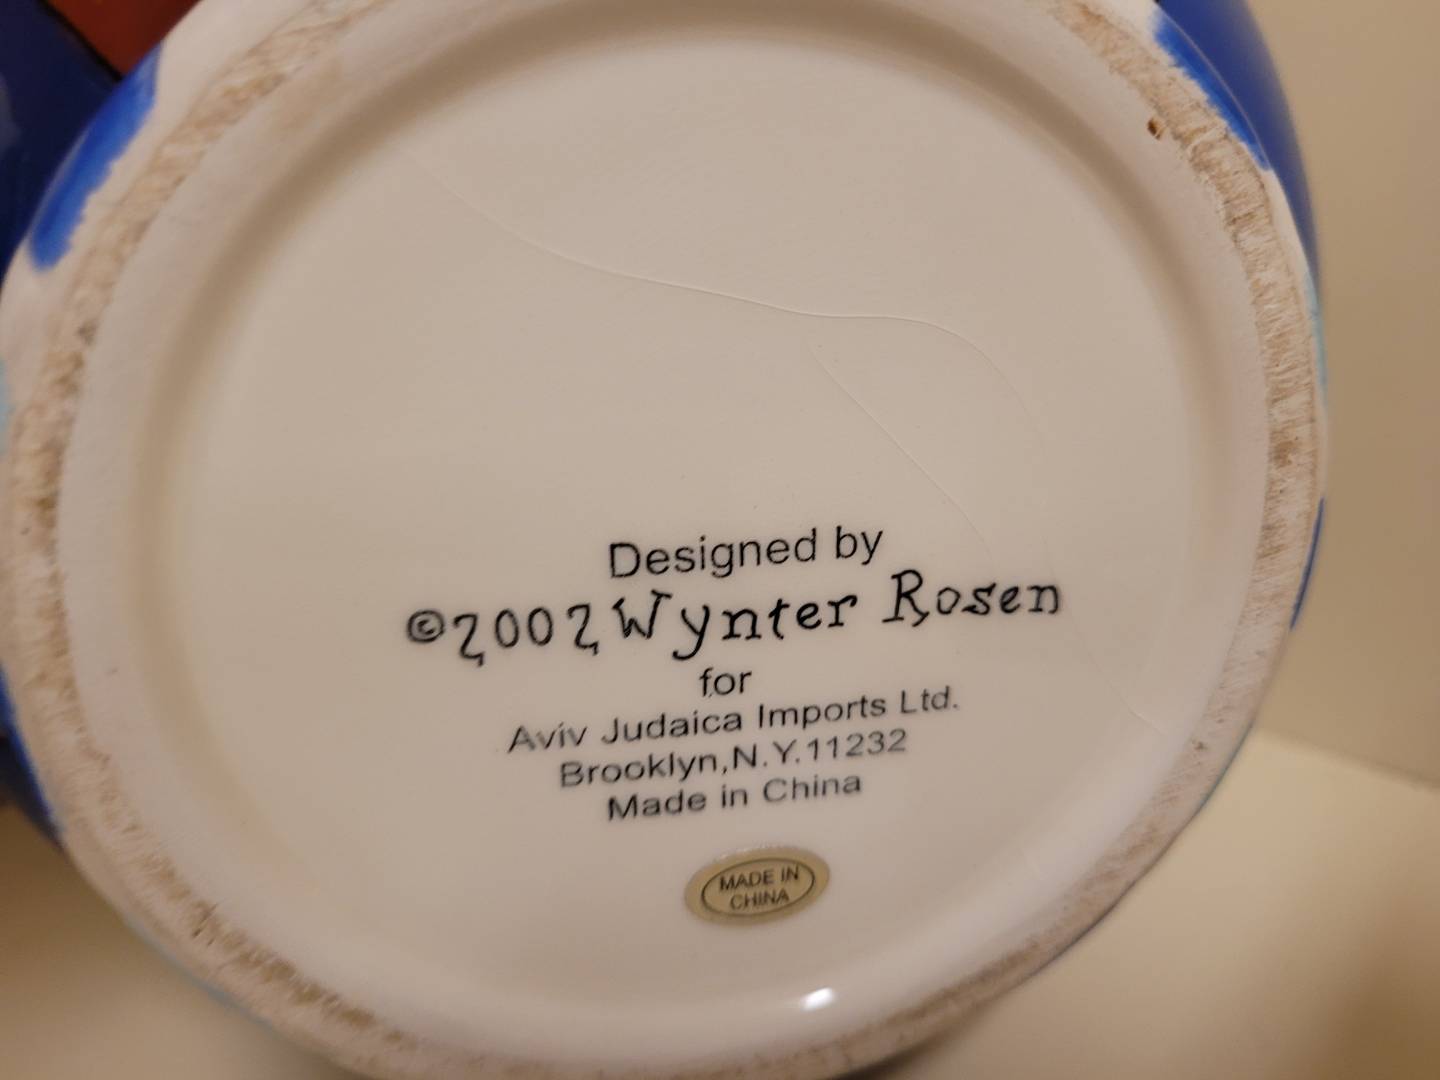 Designed by
©2002 Wynter Rosen
for
Aviv Judaica Imports Ltd.
Brooklyn,N.Y.11232
Made in China
MADE IN
CHINA